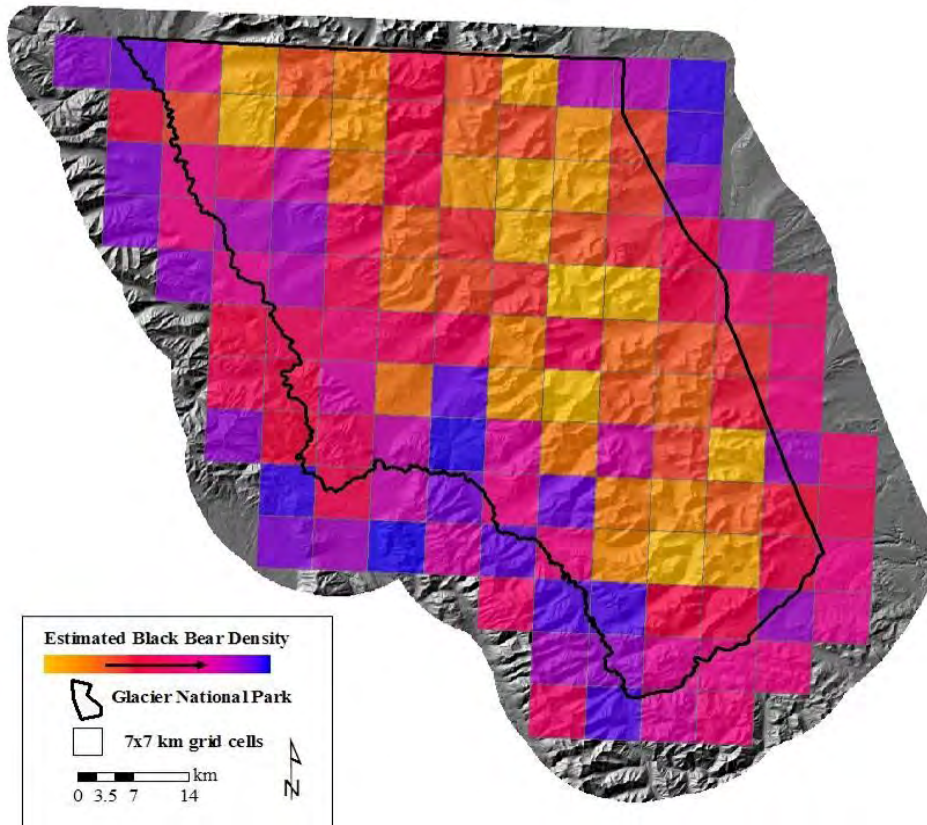 Estimated Black Bear Density
Glacier National Park
7x7 km grid cells
km
0 3.5 7 14
N